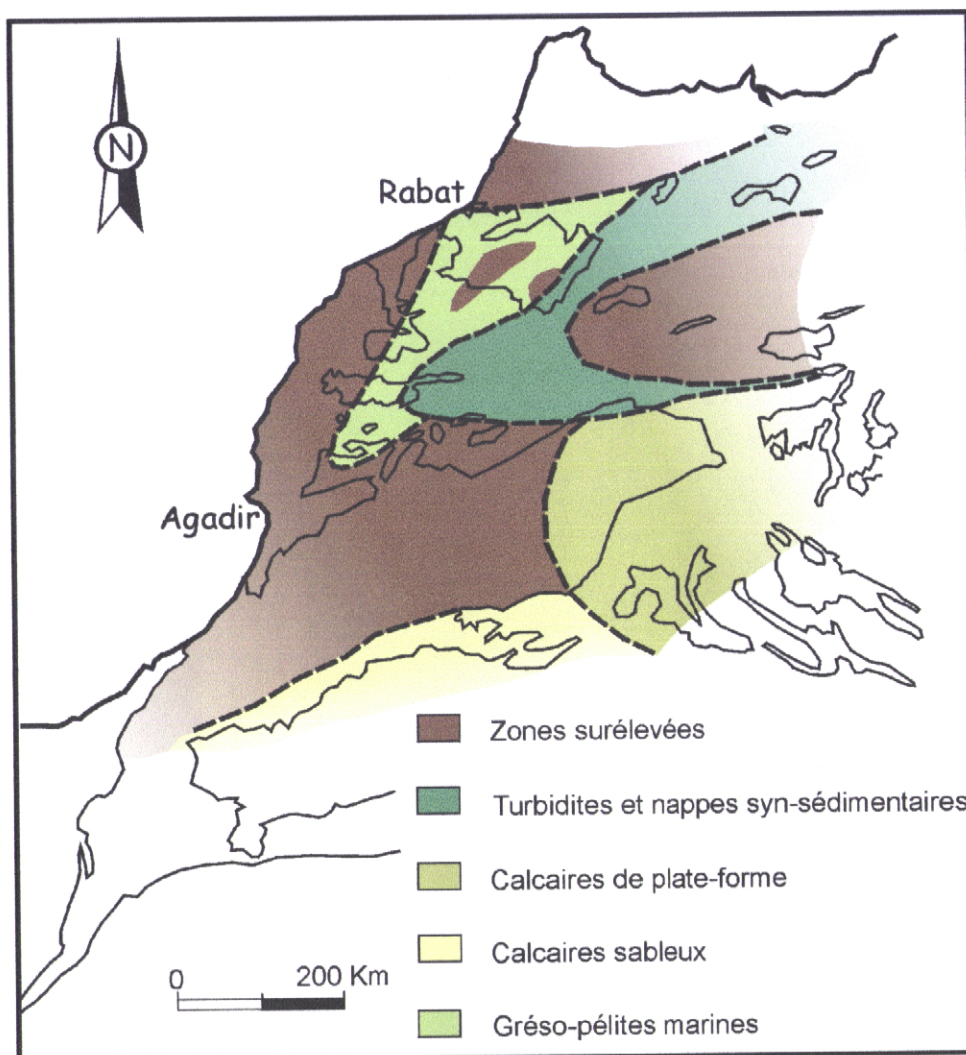 N
Rabat
Agadir
Zones surélevées
Turbidites et nappes syn-sédimentaires
Calcaires de plate-forme
Calcaires sableux
0 200 Km
Gréso-pélites marines